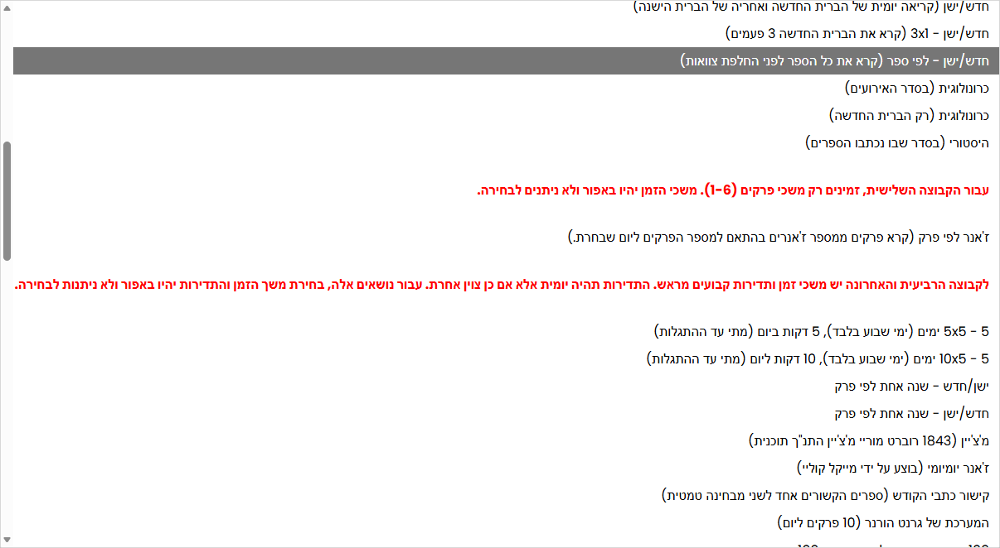 חדש/ישן (קריאה יומית של הברית החדשה ואחריה של הברית הישנה)
חדש/ישן - 3x1 (קרא את הברית החדשה 3 פעמים)
חדש/ישן - לפי ספר (קרא את כל הספר לפני החלפת צוואות)
כרונולוגית (בסדר האירועים)
כרונולוגית (רק הברית החדשה)
היסטורי (בסדר שבו נכתבו הספרים)
עבור הקבוצה השלישית, זמינים רק משכי פרקים (1-6). משכי הזמן יהיו באפור ולא ניתנים לבחירה.
ז'אנר לפי פרק (קרא פרקים ממספר ז'אנרים בהתאם למספר הפרקים ליום שבחרת.)
לקבוצה הרביעית והאחרונה יש משכי זמן ותדירות קבועים מראש. התדירות תהיה יומית אלא אם כן צוין אחרת. עבור נושאים אלה, בחירת משך הזמן והתדירות יהיו באפור ולא ניתנות לבחירה.
5x5 - 5 ימים (ימי שבוע בלבד), 5 דקות ביום (מתי עד ההתגלות)
10x5 - 5 ימים (ימי שבוע בלבד), 10 דקות ליום (מתי עד ההתגלות)
ישן/חדש - שנה אחת לפי פרק
חדש/ישן - שנה אחת לפי פרק
מ'צ'יין (1843 רוברט מוריי מ'צ'יין התנ"ך תוכנית)
ז'אנר יומיומי (בוצע על ידי מייקל קוליי)
קישור כתבי הקודש (ספרים הקשורים אחד לשני מבחינה טמטית)
המערכת של גרנט הורנר (10 פרקים ליום)